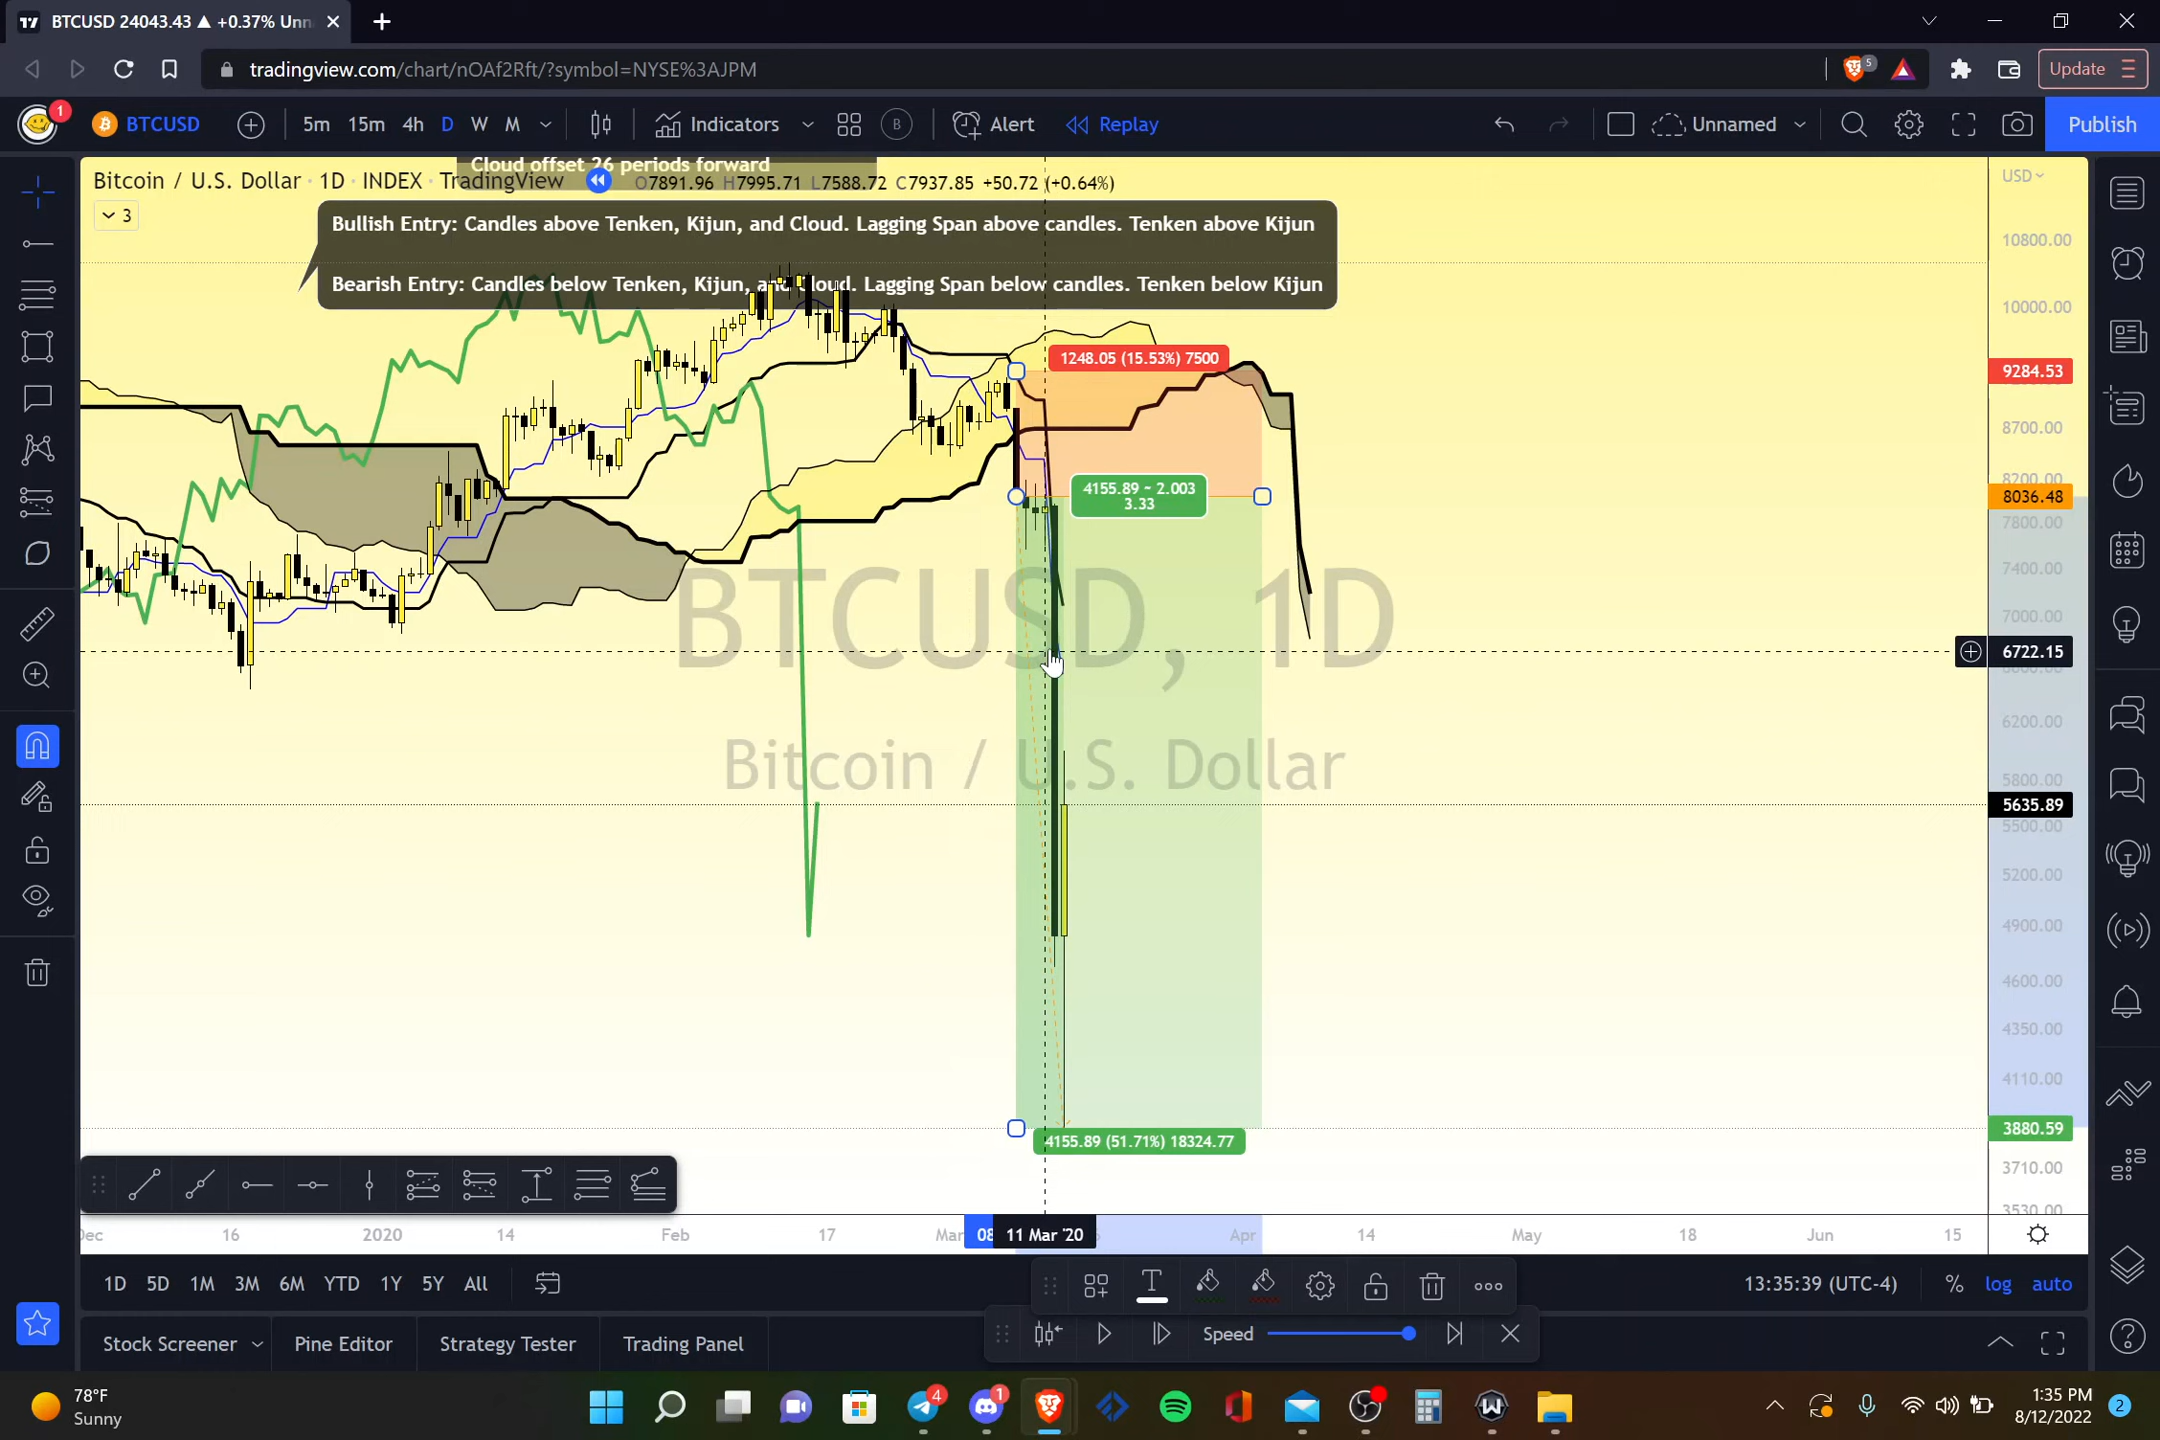 BTCUSD 24043.43 ▲ +0.37% Unn
tradingview.com/chart/nOAf2Rft/?symbol=NYSE%3AJPM
5
Update
1
BTCUSD
5m
15m
4h
D
W
M
Indicators
B
Alert
Replay
Unnamed
Publish
Cloud offset 26 periods forward
Bitcoin / U.S. Dollar · 1D · INDEX · TradingView
O7891.96 H7995.71 L7588.72 C7937.85 +50.72 (+0.64%)
3
Bullish Entry: Candles above Tenken, Kijun, and Cloud. Lagging Span above candles. Tenken above Kijun
Bearish Entry: Candles below Tenken, Kijun, and Cloud. Lagging Span below candles. Tenken below Kijun
USD
10800.00
10000.00
9284.53
8700.00
8200.00
8036.48
7800.00
7400.00
7000.00
6722.15
6200.00
5800.00
5635.89
5500.00
5200.00
4900.00
4600.00
4350.00
4110.00
3880.59
3710.00
3530.00
1248.05 (15.53%) 7500
4155.89 ~ 2.003
3.33
BTCUSD, 1D
Bitcoin / U.S. Dollar
4155.89 (51.71%) 18324.77
Dec
16
2020
14
Feb
17
Mar
08
11 Mar '20
Apr
14
May
18
Jun
15
1D
5D
1M
3M
6M
YTD
1Y
5Y
All
T
13:35:39 (UTC-4)
%
log
auto
Stock Screener
Pine Editor
Strategy Tester
Trading Panel
Speed
78°F
Sunny
4
1
1:35 PM
8/12/2022
2